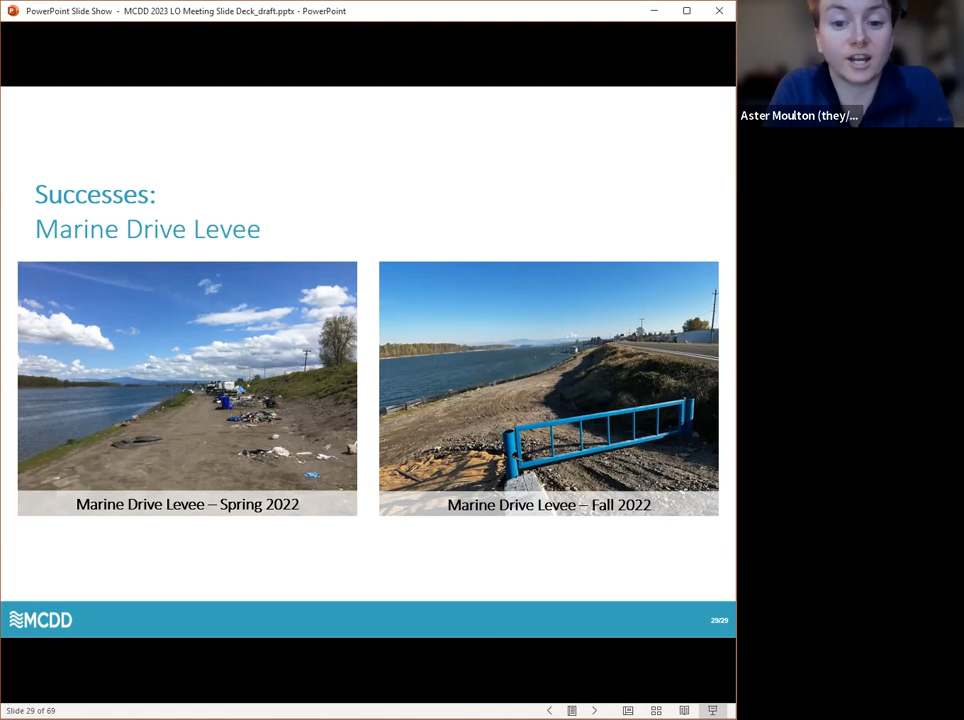 PowerPoint Slide Show - MCDD 2023 LO Meeting Slide Deck_draft.pptx - PowerPoint
Aster Moulton (they/...
Successes:
Marine Drive Levee
Marine Drive Levee – Spring 2022
Marine Drive Levee – Fall 2022
MCDD
29/29
Slide 29 of 69